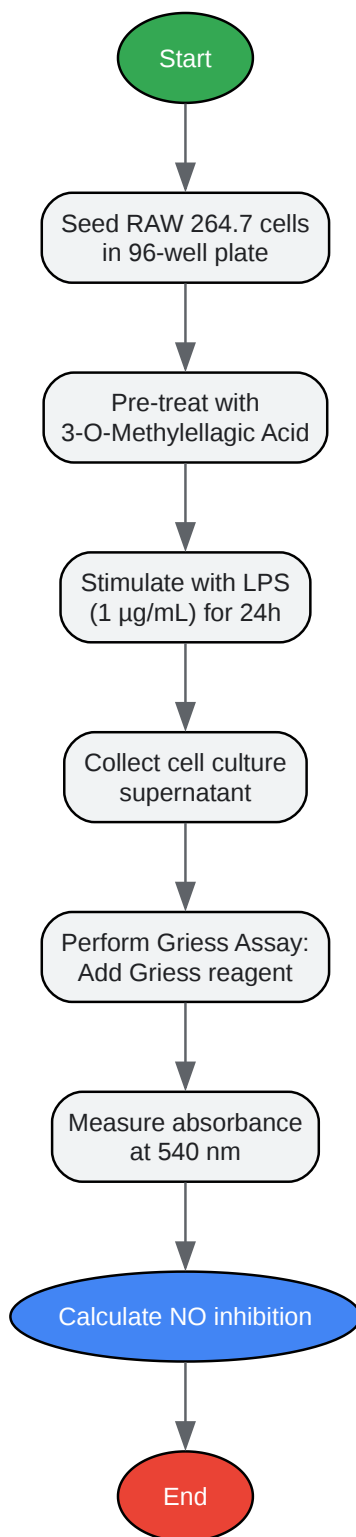 Start
Seed RAW 264.7 cells
in 96-well plate
Pre-treat with
3-O-Methylellagic Acid
Stimulate with LPS
(1 µg/mL) for 24h
Collect cell culture
supernatant
Perform Griess Assay:
Add Griess reagent
Measure absorbance
at 540 nm
Calculate NO inhibition
End